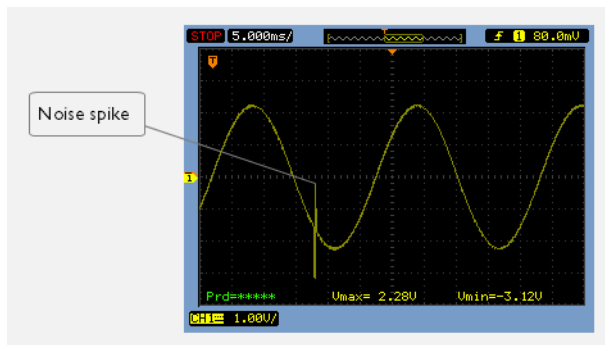 STOP 5.000ms/ T f 1 80.0mV
T
Noise spike
1
Prd=***** Vmax= 2.28V Vmin=-3.12V
CH1 1.00V/